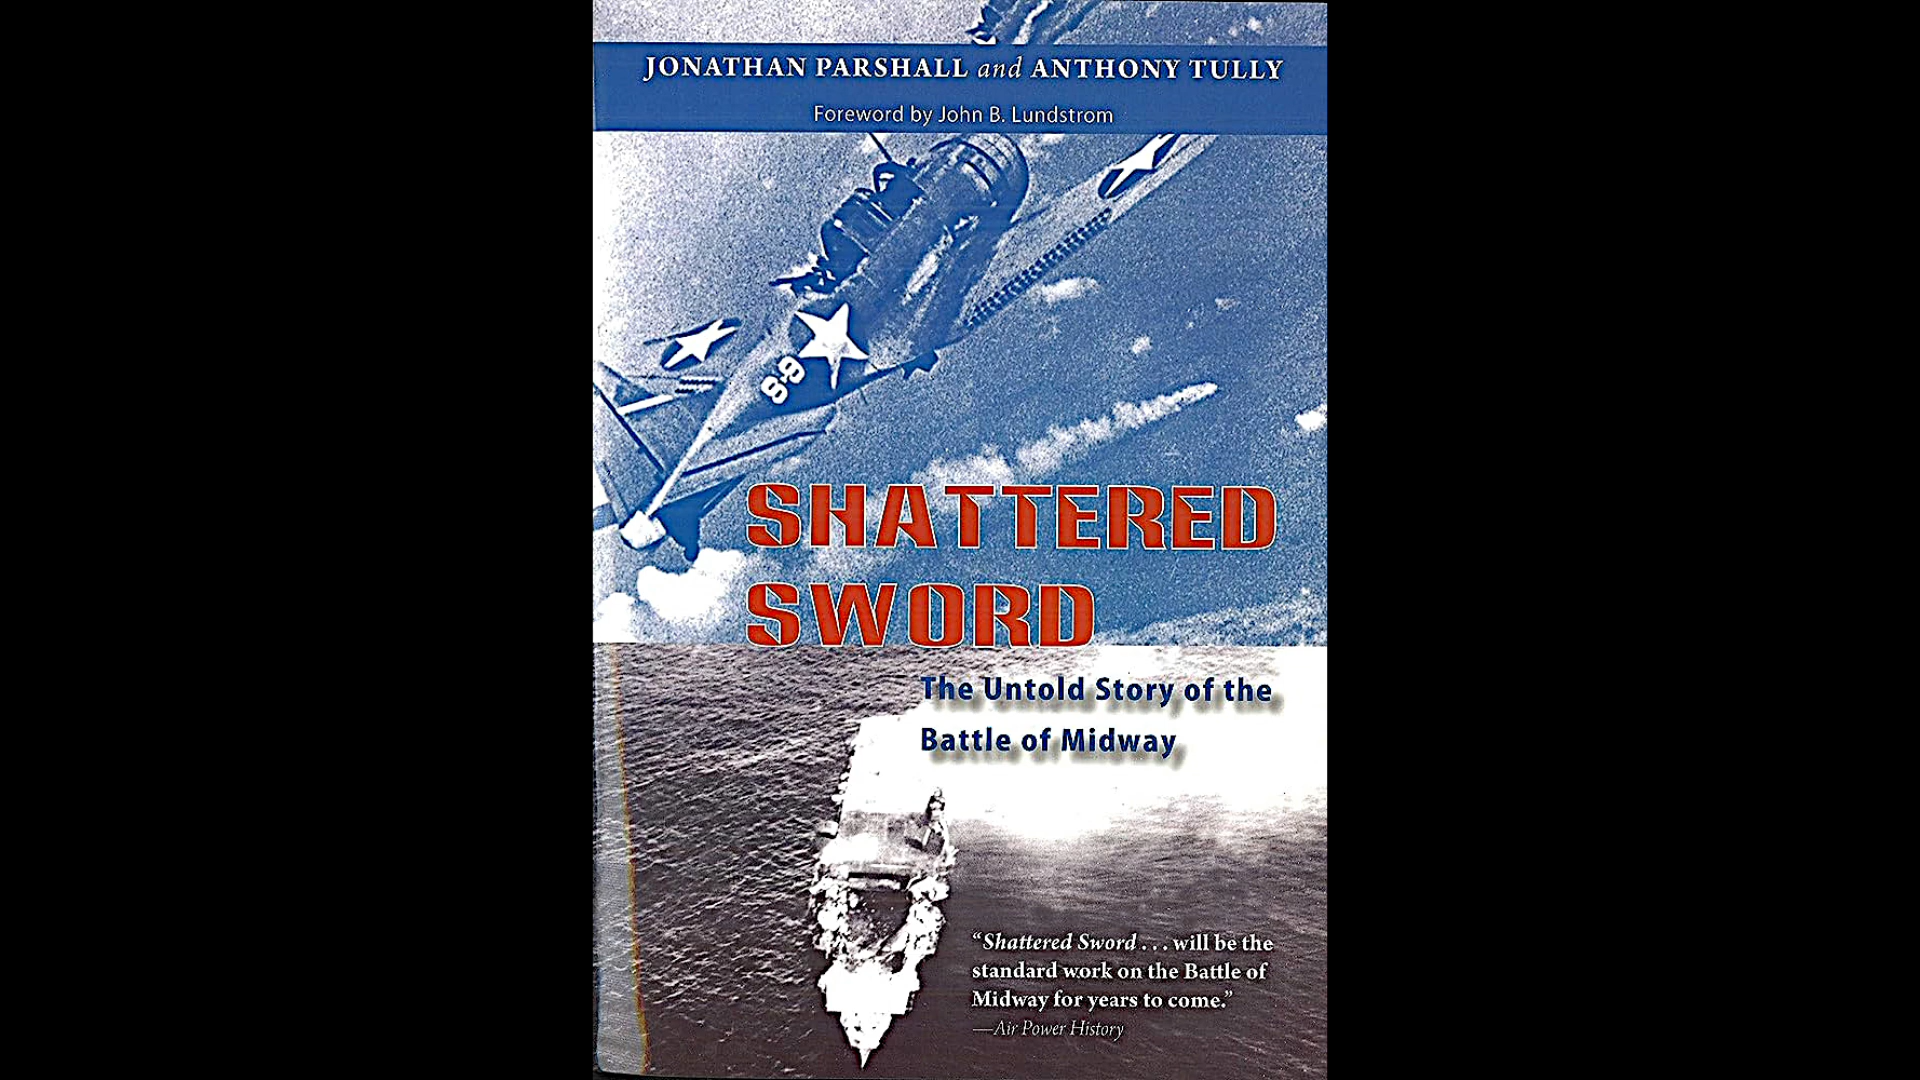 JONATHAN PARSHALL and ANTHONY TULLY
Foreword by John B. Lundstrom
SHATTERED
SWORD
The Untold Story of the
Battle of Midway
“Shattered Sword . . . will be the
standard work on the Battle of
Midway for years to come.”
—Air Power History